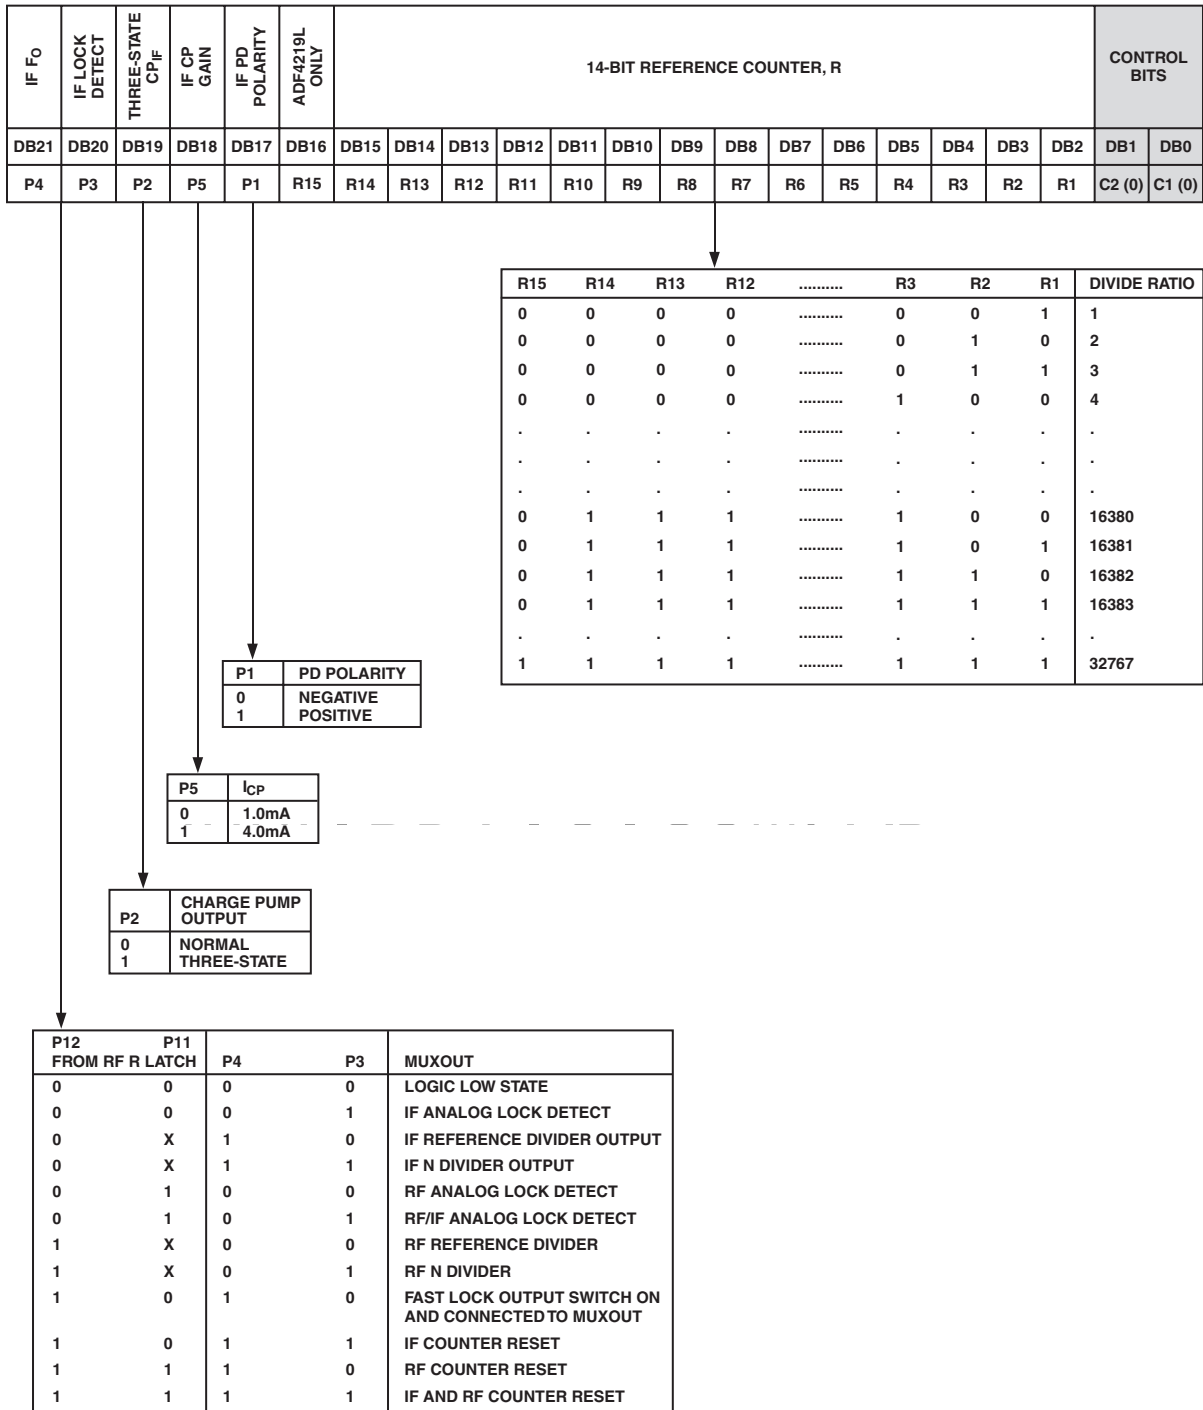 IF FO
IF LOCK DETECT
THREE-STATE CPIF
IF CP GAIN
IF PD POLARITY
ADF4219L ONLY
14-BIT REFERENCE COUNTER, R
CONTROL BITS
DB21 DB20 DB19 DB18 DB17 DB16 DB15 DB14 DB13 DB12 DB11 DB10 DB9 DB8 DB7 DB6 DB5 DB4 DB3 DB2 DB1 DB0
P4 P3 P2 P5 P1 R15 R14 R13 R12 R11 R10 R9 R8 R7 R6 R5 R4 R3 R2 R1 C2 (0) C1 (0)
R15 R14 R13 R12 .......... R3 R2 R1 DIVIDE RATIO
0 0 0 0 .......... 0 0 1 1
0 0 0 0 .......... 0 1 0 2
0 0 0 0 .......... 0 1 1 3
0 0 0 0 .......... 1 0 0 4
. . . . .......... . . . .
. . . . .......... . . . .
. . . . .......... . . . .
0 1 1 1 .......... 1 0 0 16380
0 1 1 1 .......... 1 0 1 16381
0 1 1 1 .......... 1 1 0 16382
0 1 1 1 .......... 1 1 1 16383
. . . . .......... . . . .
1 1 1 1 .......... 1 1 1 32767
P1 PD POLARITY
0 NEGATIVE
1 POSITIVE
P5 ICP
0 1.0mA
1 4.0mA
CHARGE PUMP
P2 OUTPUT
0 NORMAL
1 THREE-STATE
P12 P11
FROM RF R LATCH P4 P3 MUXOUT
0 0 0 0 LOGIC LOW STATE
0 0 0 1 IF ANALOG LOCK DETECT
0 X 1 0 IF REFERENCE DIVIDER OUTPUT
0 X 1 1 IF N DIVIDER OUTPUT
0 1 0 0 RF ANALOG LOCK DETECT
0 1 0 1 RF/IF ANALOG LOCK DETECT
1 X 0 0 RF REFERENCE DIVIDER
1 X 0 1 RF N DIVIDER
1 0 1 0 FAST LOCK OUTPUT SWITCH ON
AND CONNECTED TO MUXOUT
1 0 1 1 IF COUNTER RESET
1 1 1 0 RF COUNTER RESET
1 1 1 1 IF AND RF COUNTER RESET